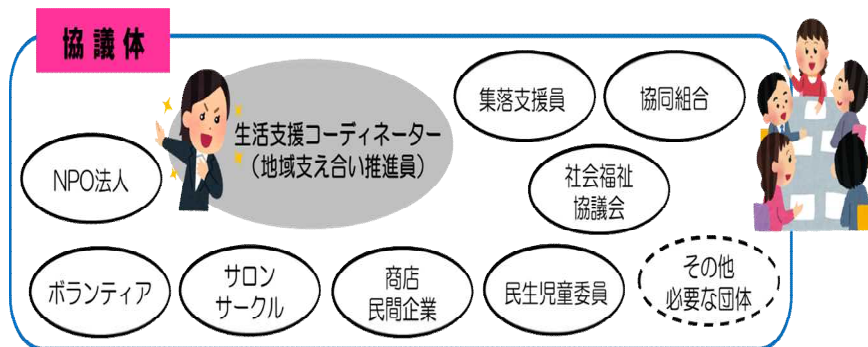 協議体
生活支援コーディネーター
（地域支え合い推進員）
集落支援員
協同組合
NPO法人
社会福祉
協議会
ボランティア
サロン
サークル
商店
民間企業
民生児童委員
その他
必要な団体